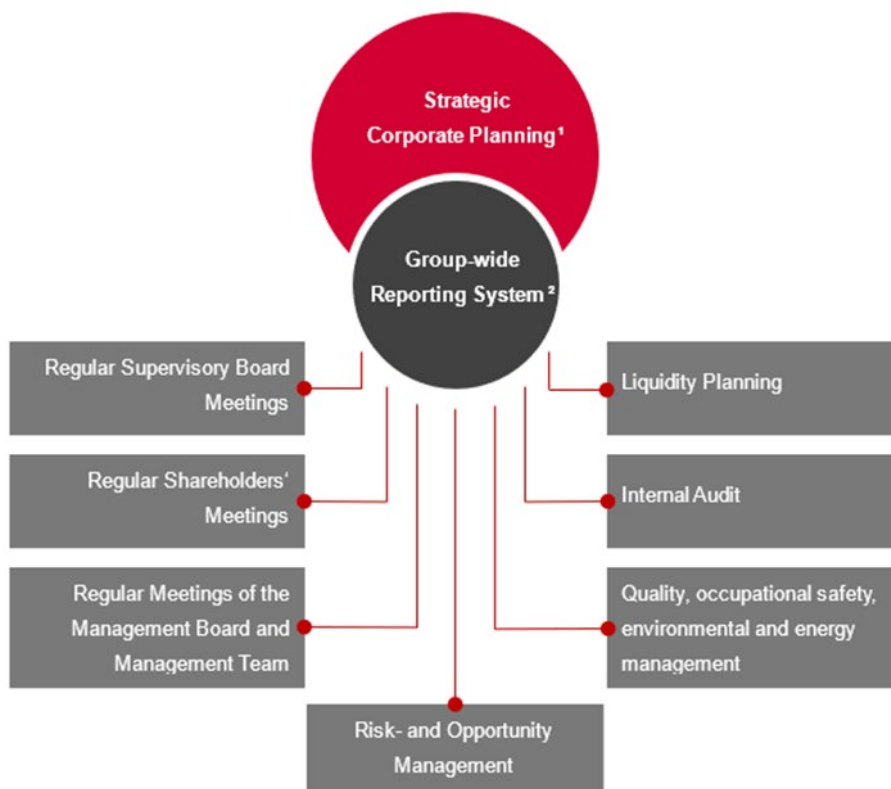 Strategic
Corporate Planning¹
Group-wide
Reporting System²
Regular Supervisory Board
Meetings
Regular Shareholders‘
Meetings
Regular Meetings of the
Management Board and
Management Team
Liquidity Planning
Internal Audit
Quality, occupational safety,
environmental and energy
management
Risk- and Opportunity
Management